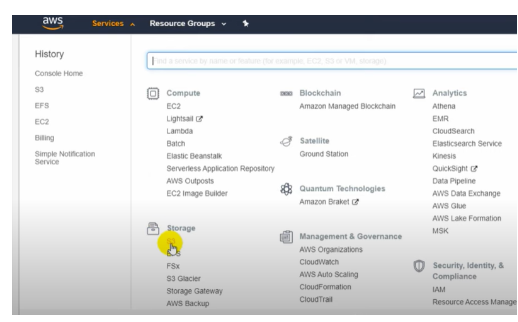 aws
Services
Resource Groups
History
Console Home
S3
EFS
EC2
Billing
Simple Notification
Service
Find a service by name or feature (for example, EC2, S3 or VM, storage).
Compute
EC2
Lightsail
Lambda
Batch
Elastic Beanstalk
Serverless Application Repository
AWS Outposts
EC2 Image Builder
Storage
S3
EFS
FSx
S3 Glacier
Storage Gateway
AWS Backup
Blockchain
Amazon Managed Blockchain
Satellite
Ground Station
Quantum Technologies
Amazon Braket
Management & Governance
AWS Organizations
CloudWatch
AWS Auto Scaling
CloudFormation
CloudTrail
Analytics
Athena
EMR
CloudSearch
Elasticsearch Service
Kinesis
QuickSight
Data Pipeline
AWS Data Exchange
AWS Glue
AWS Lake Formation
MSK
Security, Identity, &
Compliance
IAM
Resource Access Manage